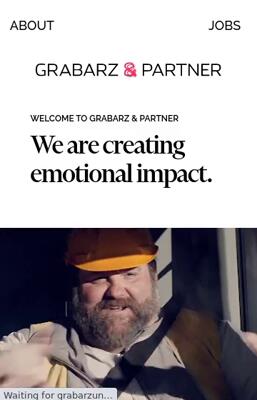 ABOUT JOBS
GRABARZ & PARTNER
WELCOME TO GRABARZ & PARTNER
We are creating
emotional impact.
Waiting for grabarzun...